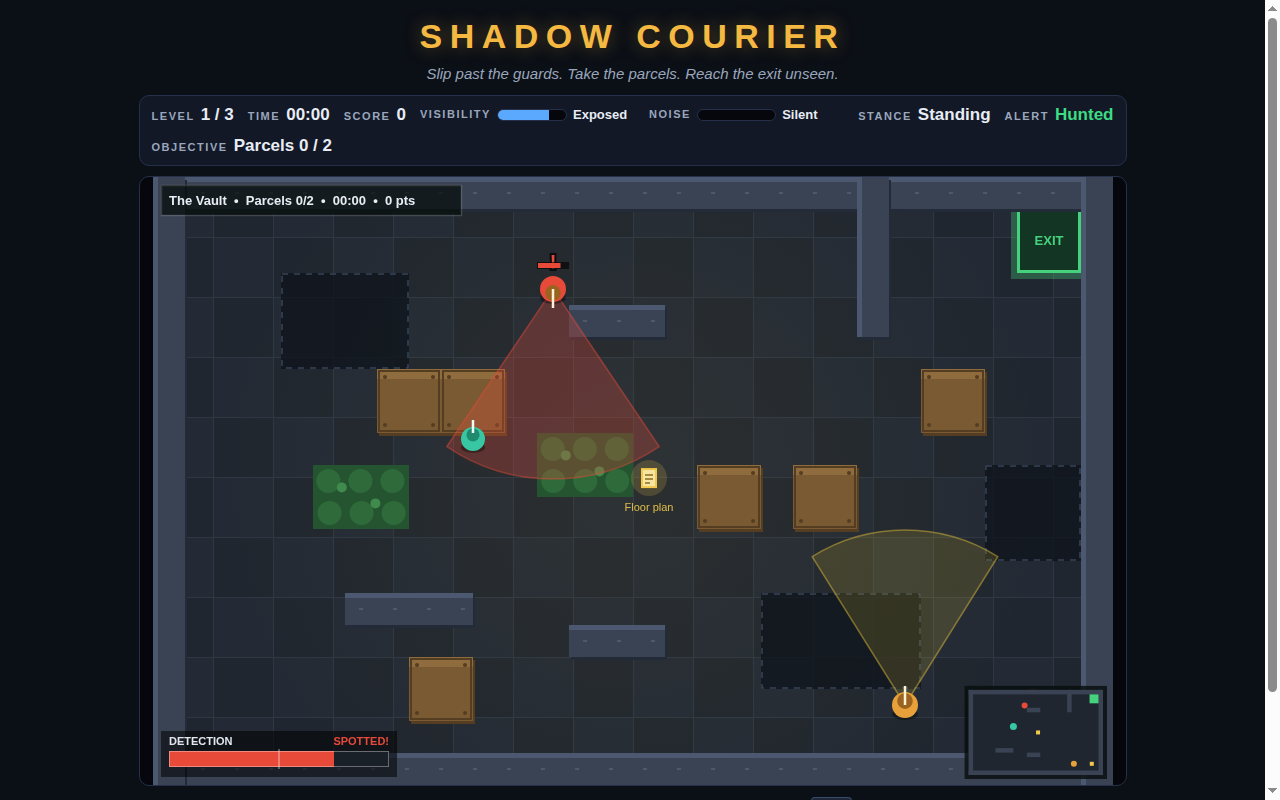 SHADOW COURIER
Slip past the guards. Take the parcels. Reach the exit unseen.
LEVEL 1 / 3 TIME 00:00 SCORE 0 VISIBILITY Exposed NOISE Silent STANCE Standing ALERT Hunted
OBJECTIVE Parcels 0 / 2
The Vault • Parcels 0/2 • 00:00 • 0 pts
EXIT
Floor plan
DETECTION SPOTTED!